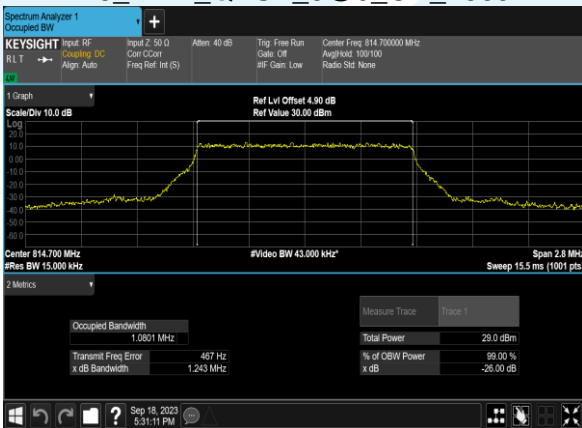 Spectrum Analyzer 1
Occupied BW
KEYSIGHT
Input: RF
Input Z: 50 Ω
Atten: 40 dB
Trig: Free Run
Center Freq: 814.700000 MHz
RLT
Coupling: DC
Corr CCorr
Gate: Off
Avg|Hold: 100/100
Align: Auto
Freq Ref: Int (S)
#IF Gain: Low
Radio Std: None
LW
1 Graph
Ref Lvl Offset 4.90 dB
Scale/Div 10.0 dB
Ref Value 30.00 dBm
Log
20.0
10.0
0.00
-10.0
-20.0
-30.0
-40.0
-50.0
-60.0
Center 814.700 MHz
#Video BW 43.000 kHz*
Span 2.8 MHz
#Res BW 15.000 kHz
Sweep 15.5 ms (1001 pts
2 Metrics
Measure Trace
Trace 1
Occupied Bandwidth
1.0801 MHz
Total Power
29.0 dBm
Transmit Freq Error
467 Hz
% of OBW Power
99.00 %
x dB Bandwidth
1.243 MHz
x dB
-26.00 dB
Sep 18, 2023
5:31:11 PM